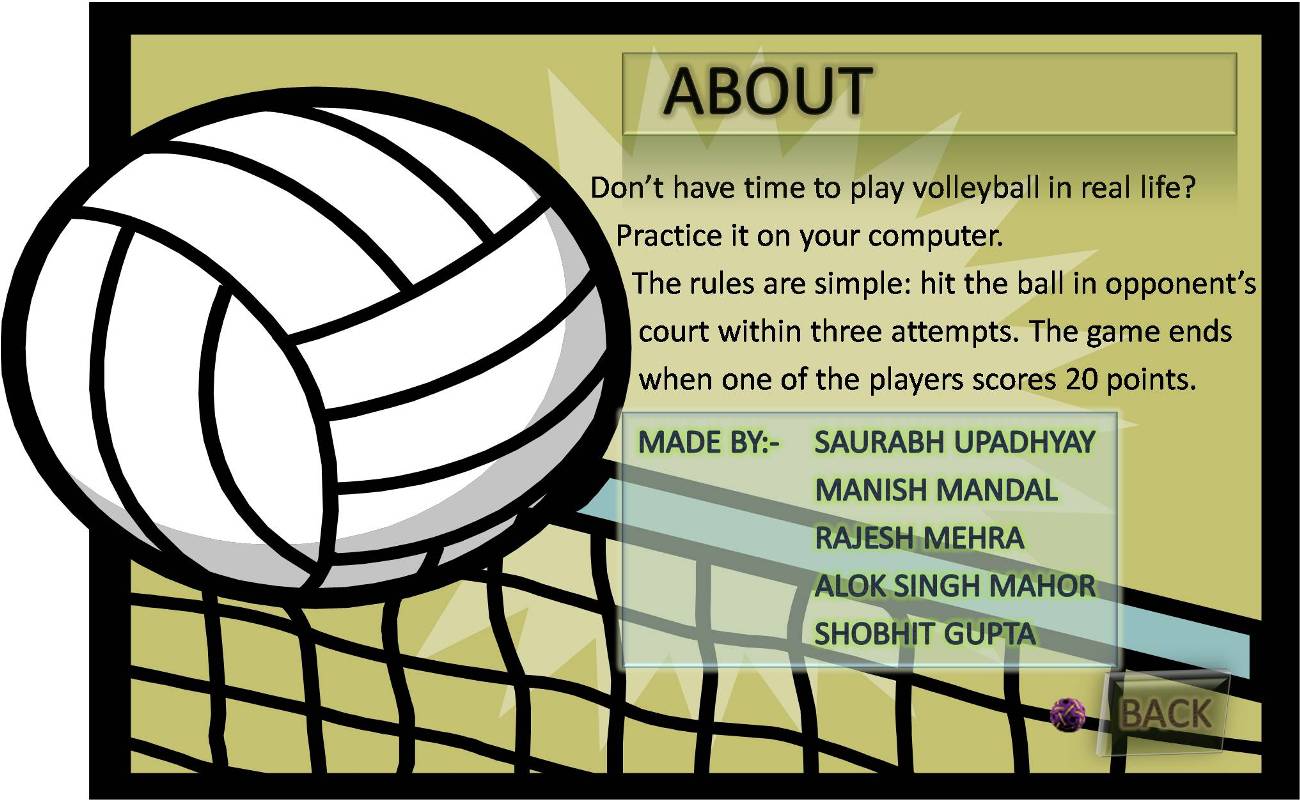 ABOUT
Don’t have time to play volleyball in real life?
Practice it on your computer.
The rules are simple: hit the ball in opponent’s
court within three attempts. The game ends
when one of the players scores 20 points.
MADE BY:- SAURABH UPADHYAY
MANISH MANDAL
RAJESH MEHRA
ALOK SINGH MAHOR
SHOBHIT GUPTA
BACK